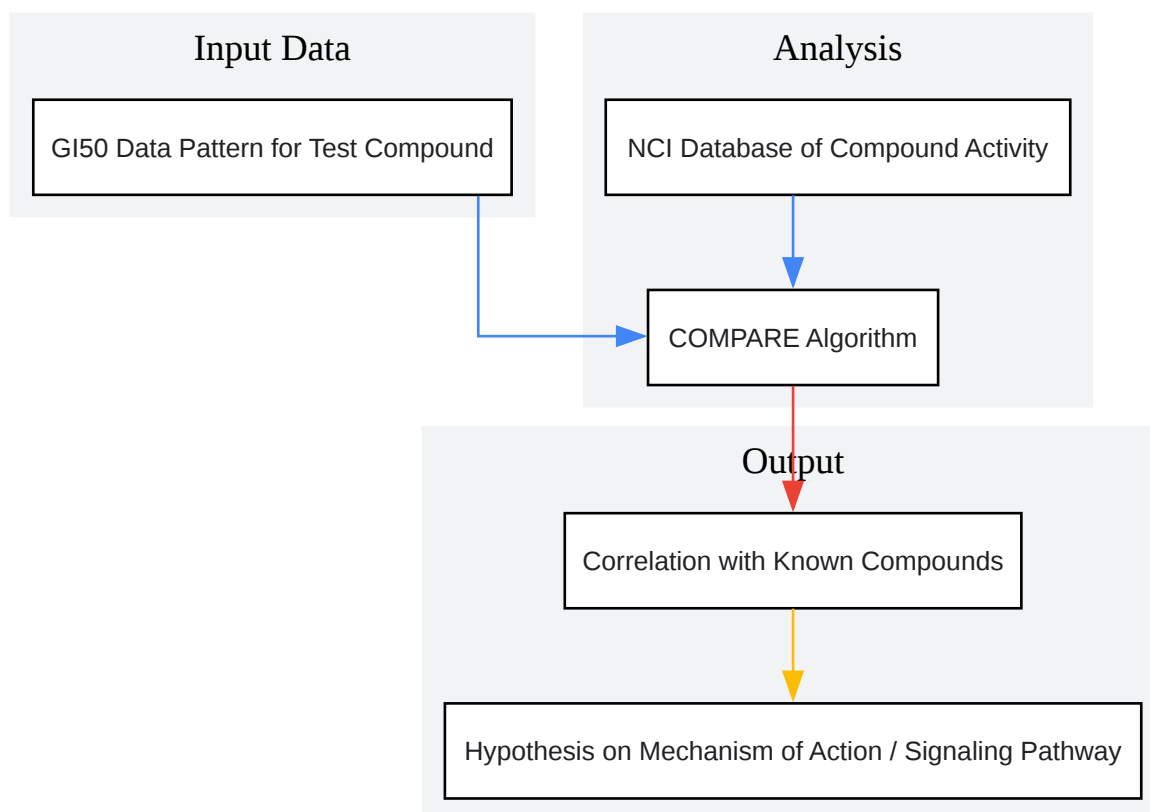 Input Data
GI50 Data Pattern for Test Compound
Analysis
NCI Database of Compound Activity
COMPARE Algorithm
Output
Correlation with Known Compounds
Hypothesis on Mechanism of Action / Signaling Pathway